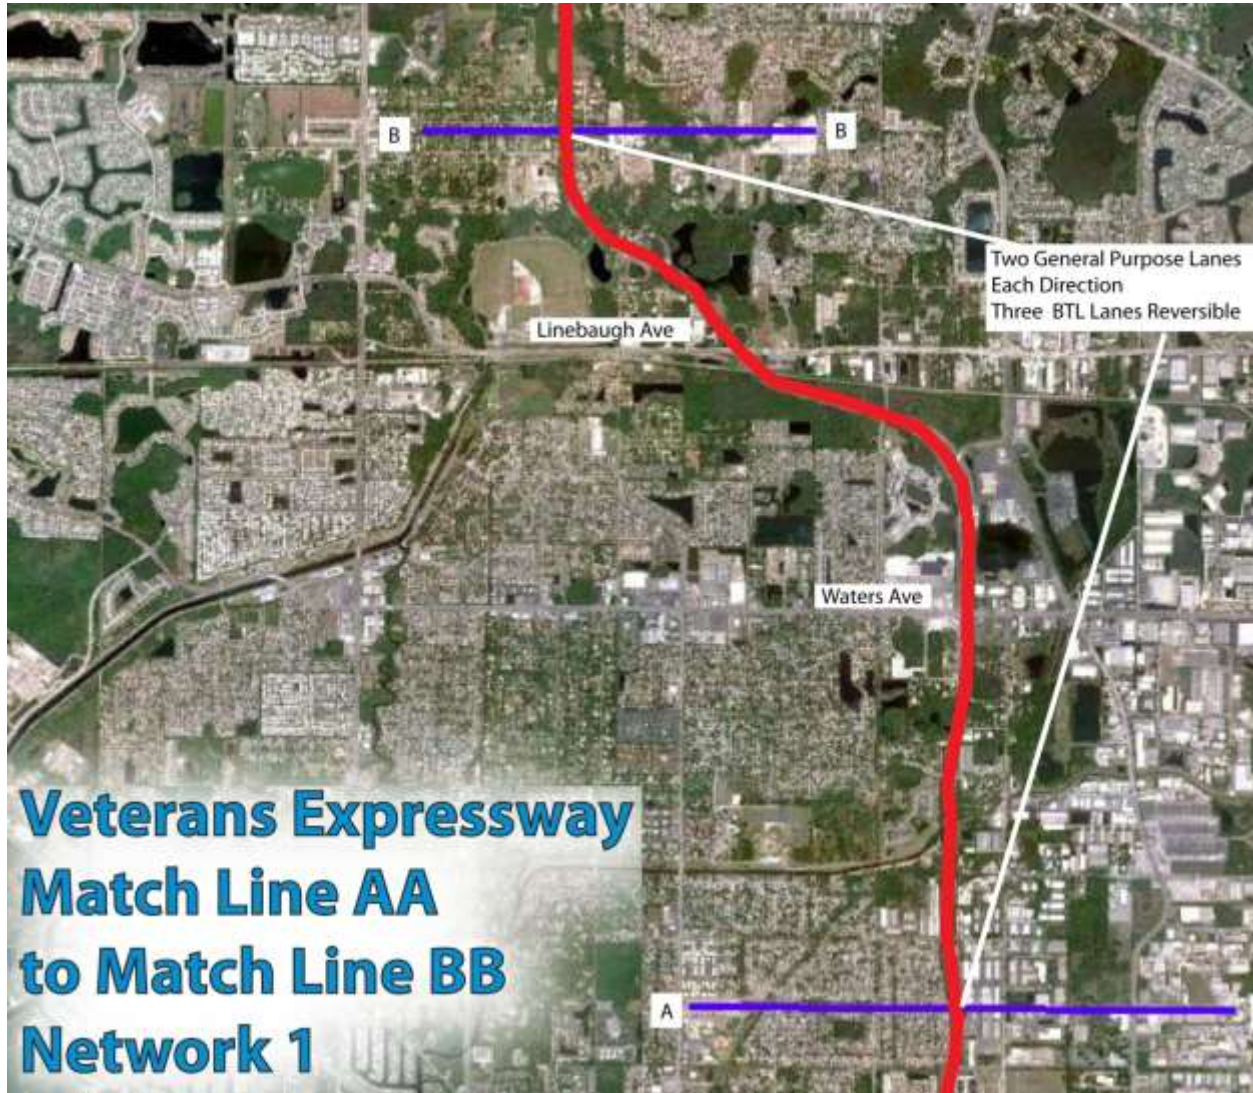 B
B
Two General Purpose Lanes
Each Direction
Three BTL Lanes Reversible
Linebaugh Ave
Waters Ave
Veterans Expressway
Match Line AA
to Match Line BB
Network 1
A